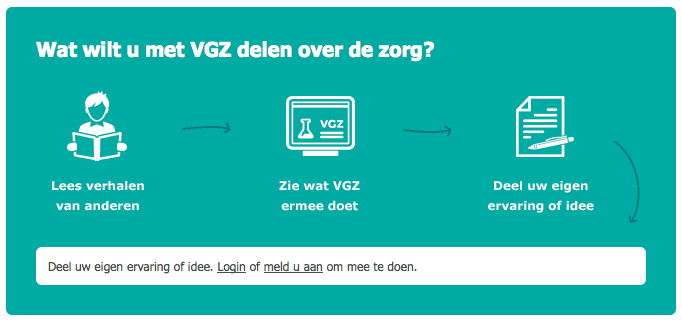 Wat wilt u met VGZ delen over de zorg?
VGZ
Lees verhalen
van anderen
Zie wat VGZ
ermee doet
Deel uw eigen
ervaring of idee
Deel uw eigen ervaring of idee. Login of meld u aan om mee te doen.